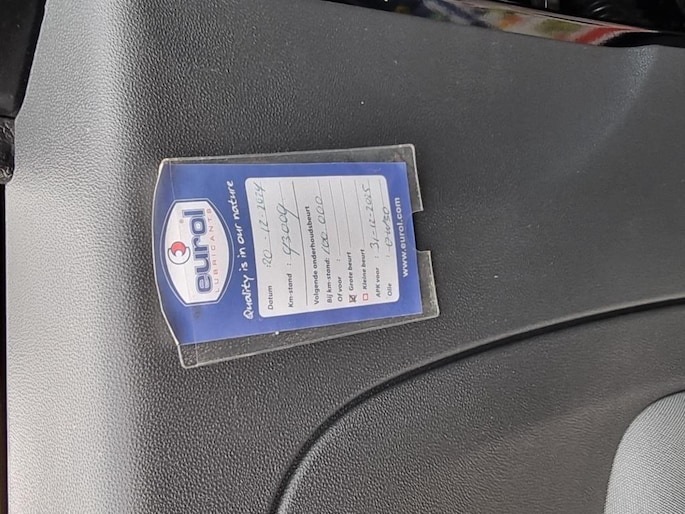 eurol
LUBRICANTS
Quality is in our nature
Datum : 20-12-2024
Km-stand : 93009
Volgende onderhoudsbeurt
Bij km-stand: 100.000
Of voor :
Grote beurt
Kleine beurt
APK voor : 31-12-2025
Olie :
www.eurol.com